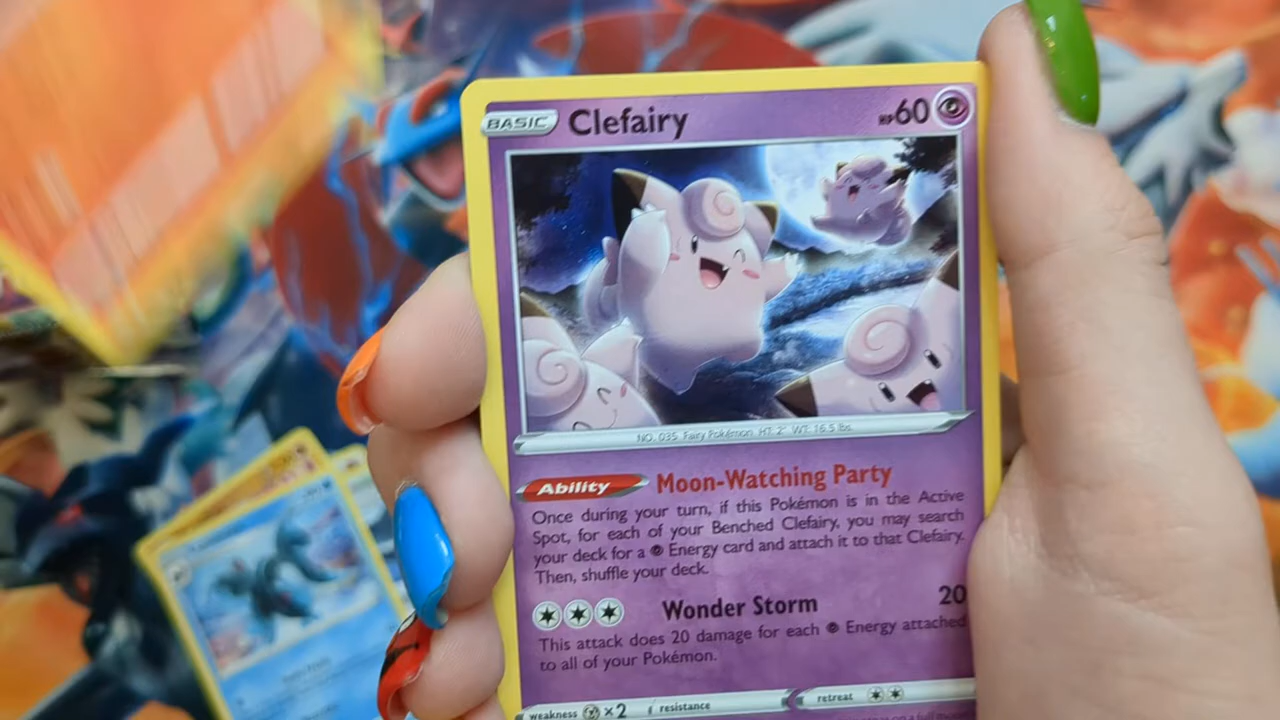 BASIC Clefairy HP60
NO. 035 Fairy Pokémon HT: 2' WT: 16.5 lbs.
Ability Moon-Watching Party
Once during your turn, if this Pokémon is in the Active
Spot, for each of your Benched Clefairy, you may search
your deck for a Energy card and attach it to that Clefairy.
Then, shuffle your deck.
Wonder Storm 20
This attack does 20 damage for each Energy attached
to all of your Pokémon.
weakness ×2 resistance retreat